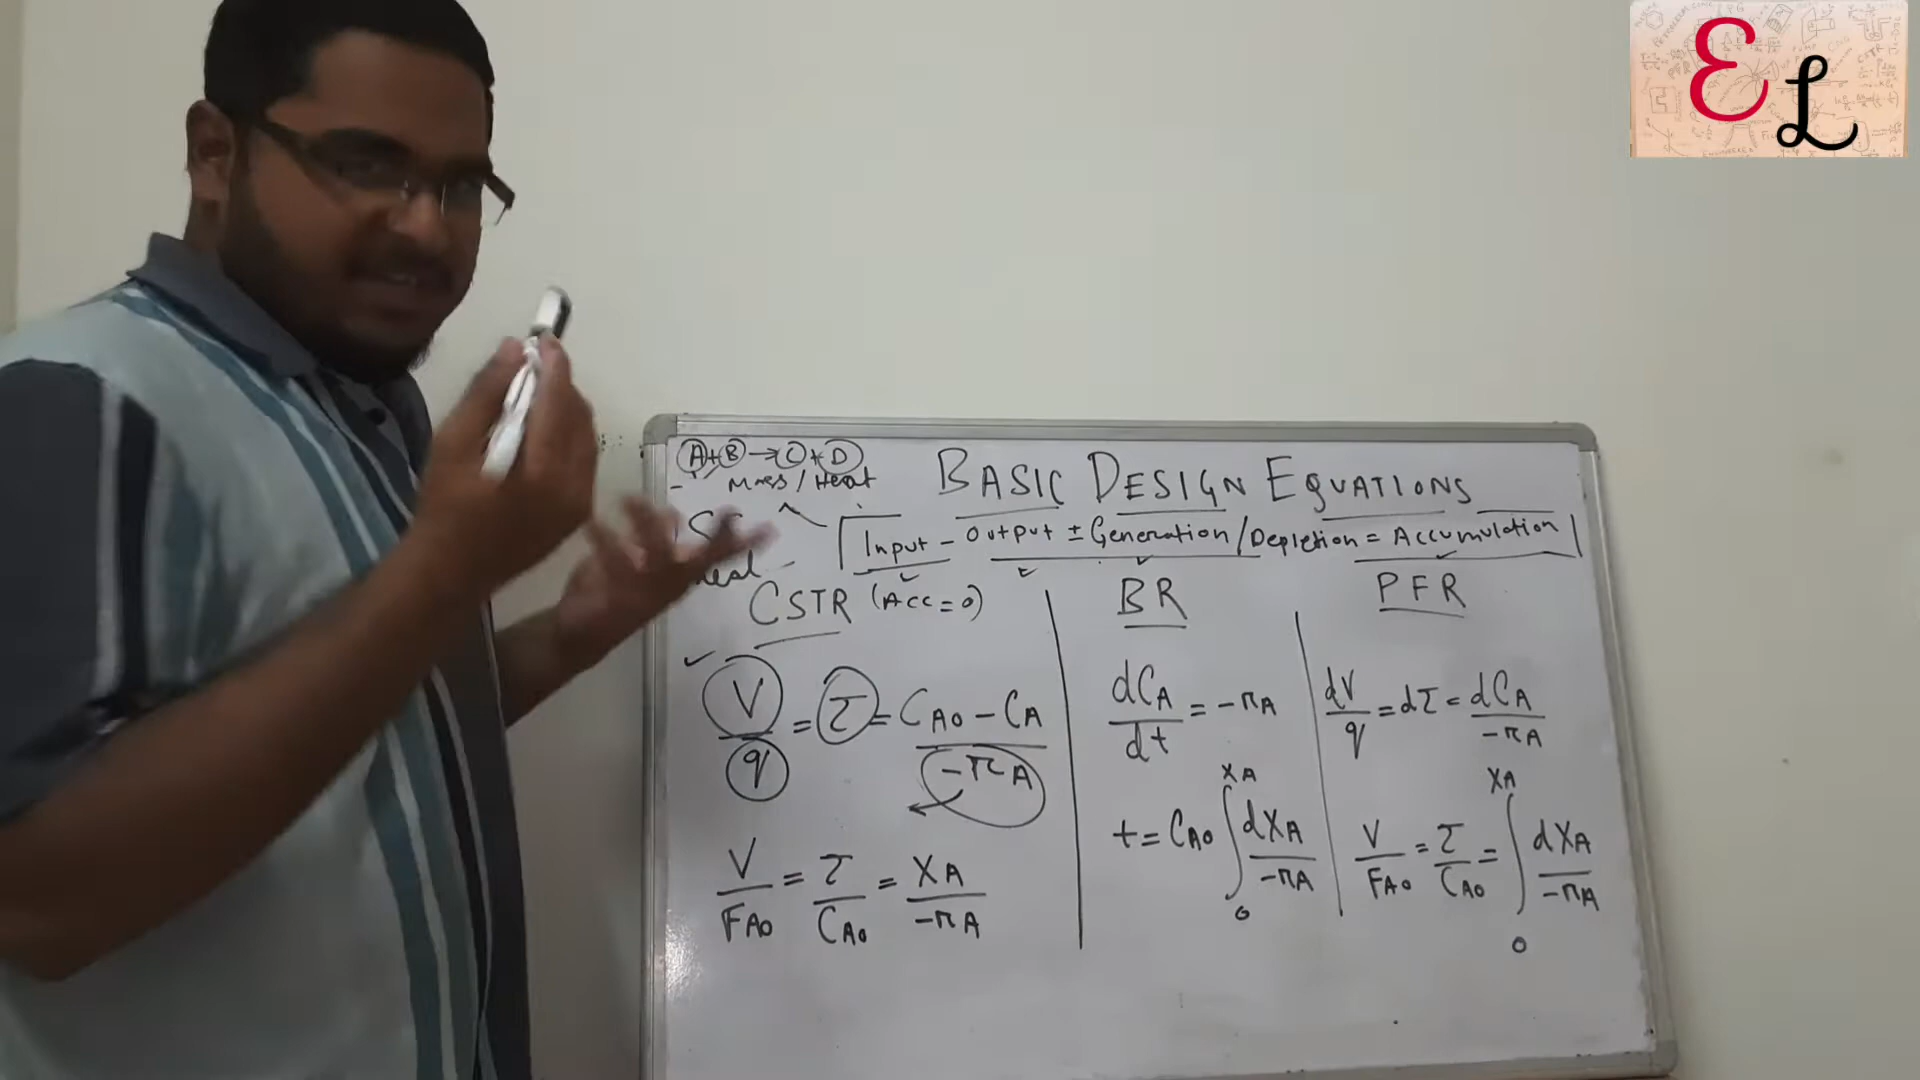 EL
A+B→C+D
Mass/Heat
BASIC DESIGN EQUATIONS
Input - Output ± Generation/Depletion = Accumulation
CSTR (Acc=0)
V/q = τ = (CA0 - CA)/(-rA)
V/FA0 = τ/CA0 = XA/(-rA)
BR
dCA/dt = -rA
t = CA0 ∫0^XA dXA/(-rA)
PFR
dV/q = dτ = dCA/(-rA)
V/FA0 = τ/CA0 = ∫0^XA dXA/(-rA)